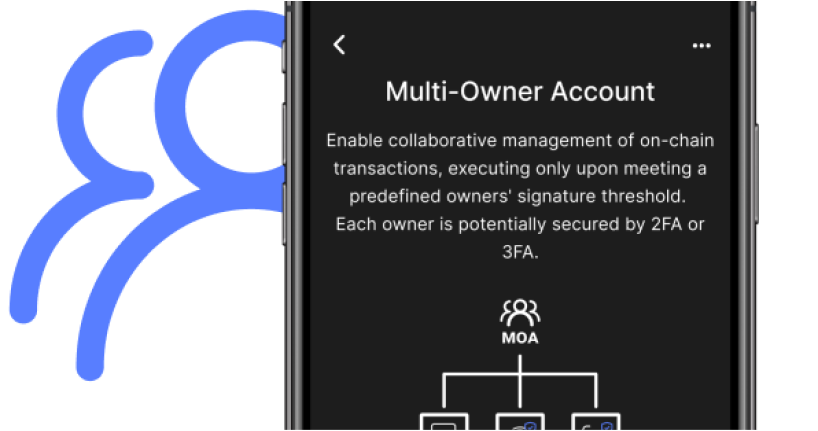 Multi-Owner Account
Enable collaborative management of on-chain
transactions, executing only upon meeting a
predefined owners' signature threshold.
Each owner is potentially secured by 2FA or
3FA.
MOA